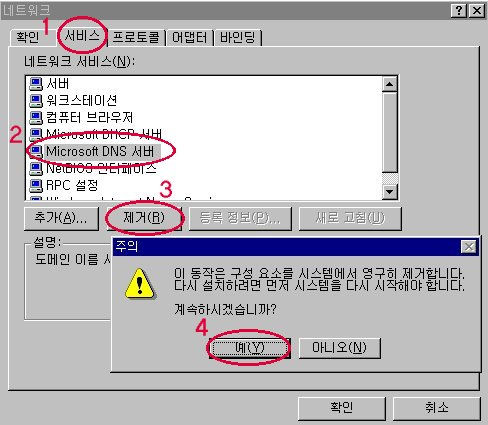 네트워크
1
확인 서비스 프로토콜 어댑터 바인딩
네트워크 서비스(N):
서버
워크스테이션
컴퓨터 브라우저
Microsoft DHCP 서버
2
Microsoft DNS 서버
NetBIOS 인터페이스
RPC 설정
3
추가(A)... 제거(R) 등록 정보(P)... 새로 고침(U)
설명:
도메인 이름
주의
이 동작은 구성 요소를 시스템에서 영구히 제거합니다.
다시 설치하려면 먼저 시스템을 다시 시작해야 합니다.
계속하시겠습니까?
4
예(Y) 아니오(N)
확인 취소